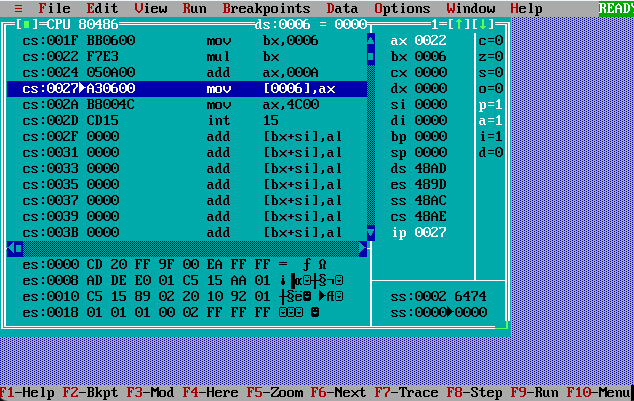 ≡ File Edit View Run Breakpoints Data Options Window Help READY
[■]=CPU 80486 ds:0006 = 0000 1=[↑][↓]
cs:001F BB0600 mov bx,0006 ax 0022 c=0
cs:0022 F7E3 mul bx bx 0006 z=0
cs:0024 050A00 add ax,000A cx 0000 s=0
cs:0027►A30600 mov [0006],ax dx 0000 o=0
cs:002A B8004C mov ax,4C00 si 0000 p=1
cs:002D CD15 int 15 di 0000 a=1
cs:002F 0000 add [bx+si],al bp 0000 i=1
cs:0031 0000 add [bx+si],al sp 0000 d=0
cs:0033 0000 add [bx+si],al ds 48AD
cs:0035 0000 add [bx+si],al es 489D
cs:0037 0000 add [bx+si],al ss 48AC
cs:0039 0000 add [bx+si],al cs 48AE
cs:003B 0000 add [bx+si],al ip 0027
es:0000 CD 20 FF 9F 00 EA FF FF = ƒ Ω
es:0008 AD DE E0 01 C5 15 AA 01 ¡▐α☺┼§¬☺
es:0010 C5 15 89 02 20 10 92 01 ┼§ë☻ ►Æ☺ ss:0002 6474
es:0018 01 01 01 00 02 FF FF FF ☺☺☺ ☻ ss:0000►0000
F1-Help F2-Bkpt F3-Mod F4-Here F5-Zoom F6-Next F7-Trace F8-Step F9-Run F10-Menu